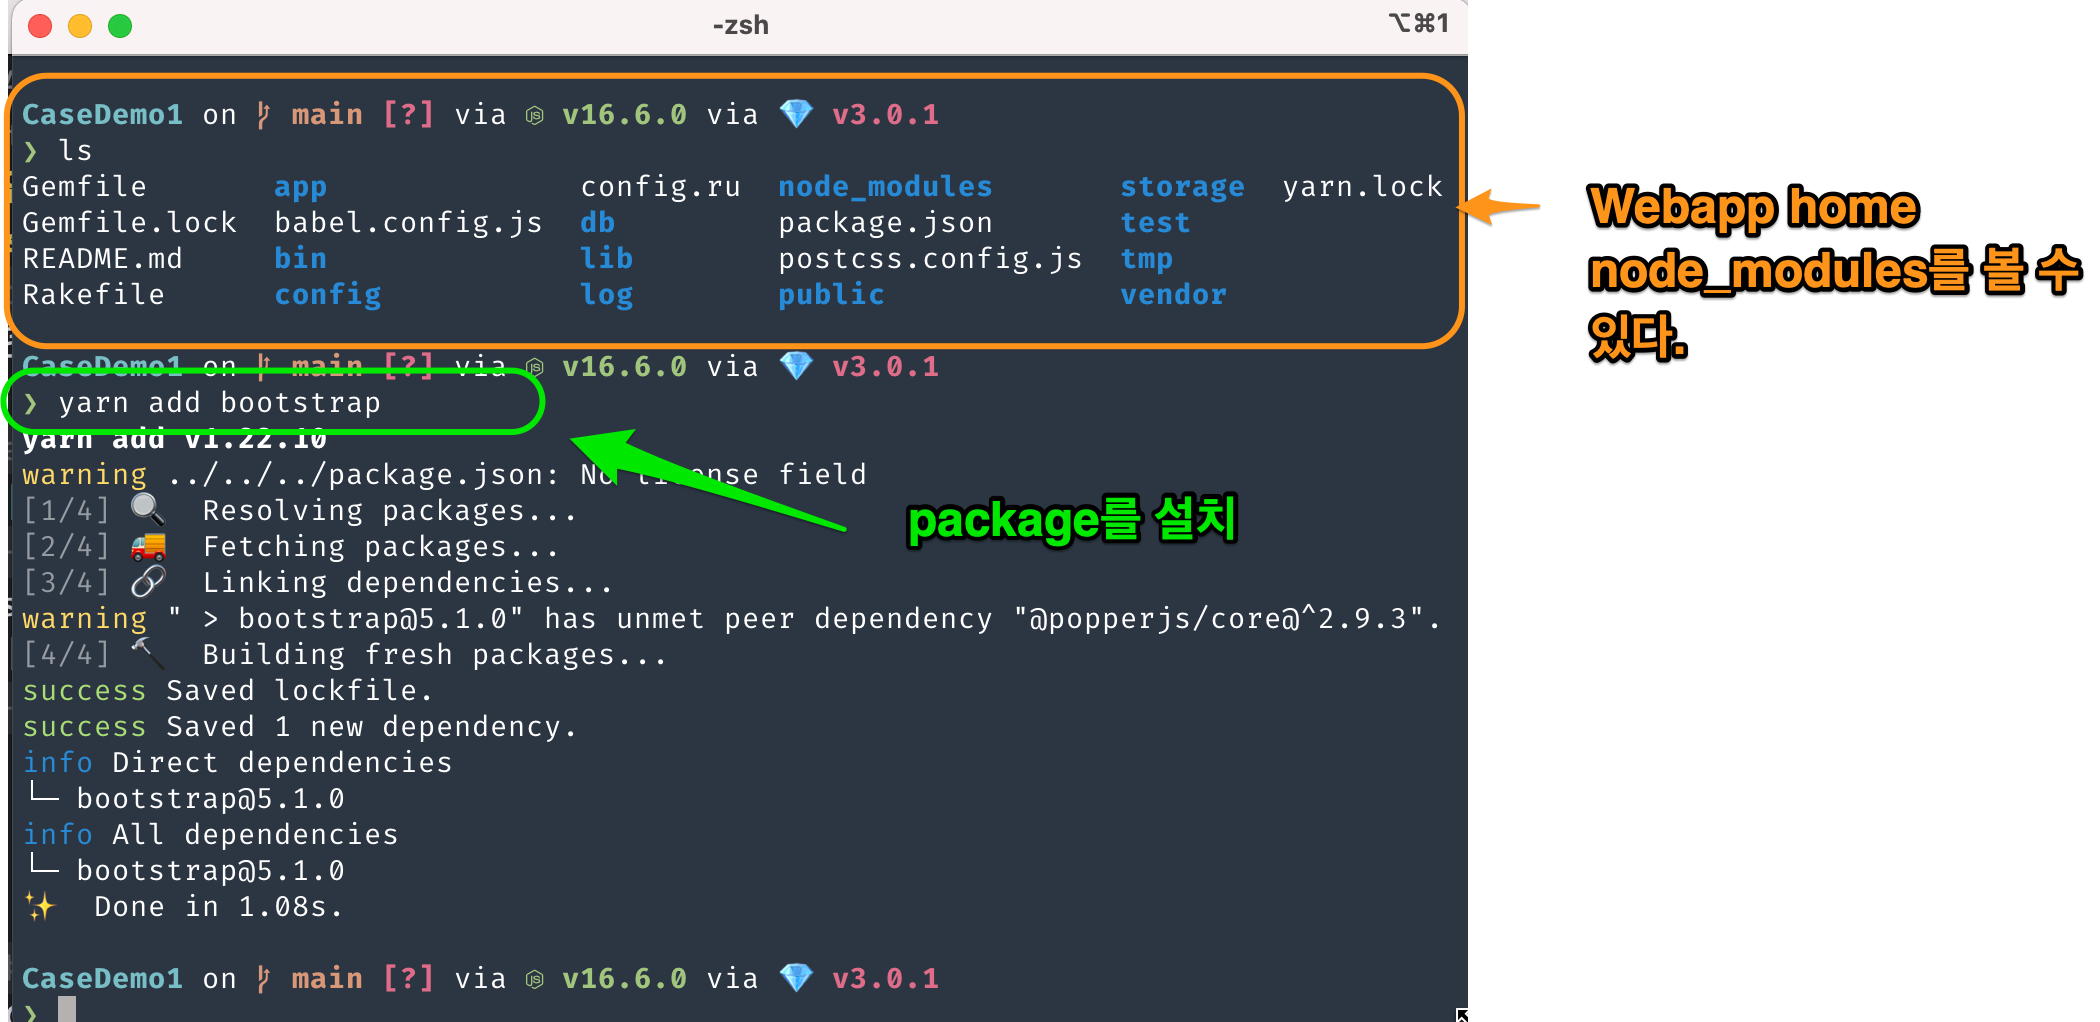 -zsh
⌥⌘1
CaseDemo1 on main [?] via v16.6.0 via 💎 v3.0.1
❯ ls
Gemfile app config.ru node_modules storage yarn.lock
Gemfile.lock babel.config.js db package.json test
README.md bin lib postcss.config.js tmp
Rakefile config log public vendor
Webapp home
node_modules를 볼 수
있다.
CaseDemo1 on main [?] via v16.6.0 via 💎 v3.0.1
❯ yarn add bootstrap
yarn add v1.22.10
warning ../../../package.json: No license field
[1/4] 🔍 Resolving packages...
package를 설치
[2/4] 🚚 Fetching packages...
[3/4] 🔗 Linking dependencies...
warning " > bootstrap@5.1.0" has unmet peer dependency "@popperjs/core@^2.9.3".
[4/4] 🔨 Building fresh packages...
success Saved lockfile.
success Saved 1 new dependency.
info Direct dependencies
└─ bootstrap@5.1.0
info All dependencies
└─ bootstrap@5.1.0
✨ Done in 1.08s.
CaseDemo1 on main [?] via v16.6.0 via 💎 v3.0.1
❯